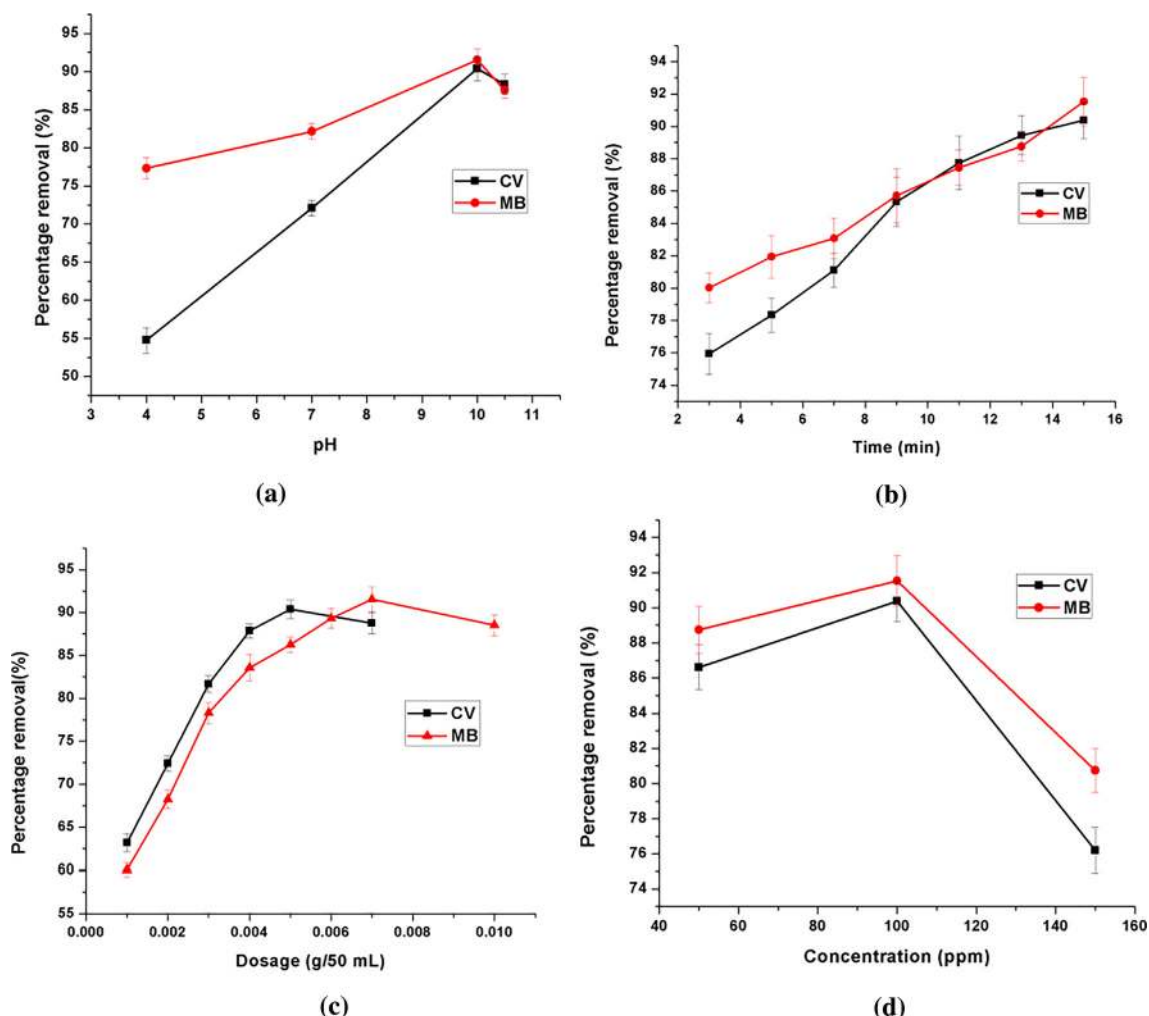 95
90
85
80
75
70
65
60
55
50
3 4 5 6 7 8 9 10 11
Percentage removal (%)
pH
CV
MB
(a)
94
92
90
88
86
84
82
80
78
76
74
2 4 6 8 10 12 14 16
Percentage removal (%)
Time (min)
CV
MB
(b)
95
90
85
80
75
70
65
60
55
0.000 0.002 0.004 0.006 0.008 0.010
Percentage removal(%)
Dosage (g/50 mL)
CV
MB
(c)
94
92
90
88
86
84
82
80
78
76
74
40 60 80 100 120 140 160
Percentage removal (%)
Concentration (ppm)
CV
MB
(d)